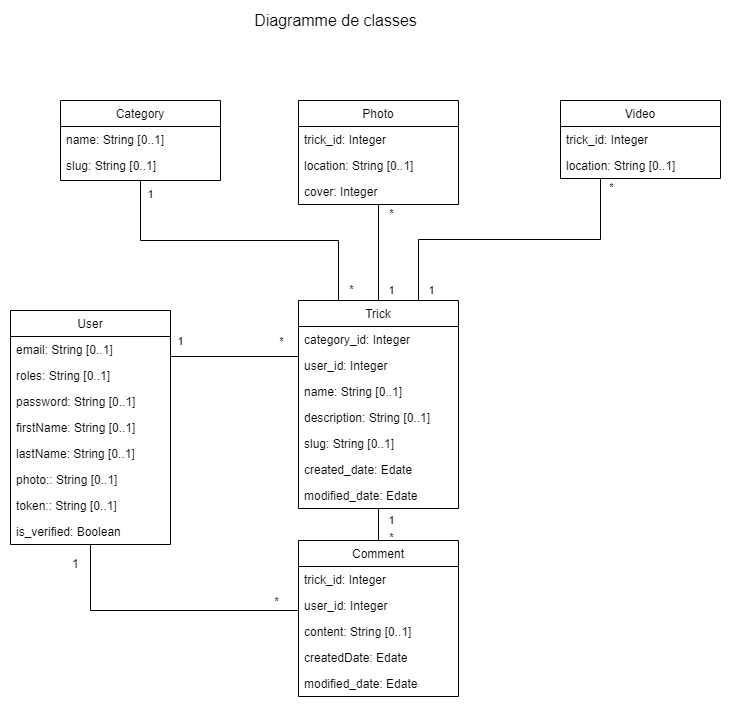 Diagramme de classes
Category
name: String [0..1]
slug: String [0..1]
1
Photo
trick_id: Integer
location: String [0..1]
cover: Integer
*
Video
trick_id: Integer
location: String [0..1]
*
*
1
1
User
email: String [0..1]
roles: String [0..1]
password: String [0..1]
firstName: String [0..1]
lastName: String [0..1]
photo:: String [0..1]
token:: String [0..1]
is_verified: Boolean
1
*
Trick
category_id: Integer
user_id: Integer
name: String [0..1]
description: String [0..1]
slug: String [0..1]
created_date: Edate
modified_date: Edate
1
*
1
*
Comment
trick_id: Integer
user_id: Integer
content: String [0..1]
createdDate: Edate
modified_date: Edate